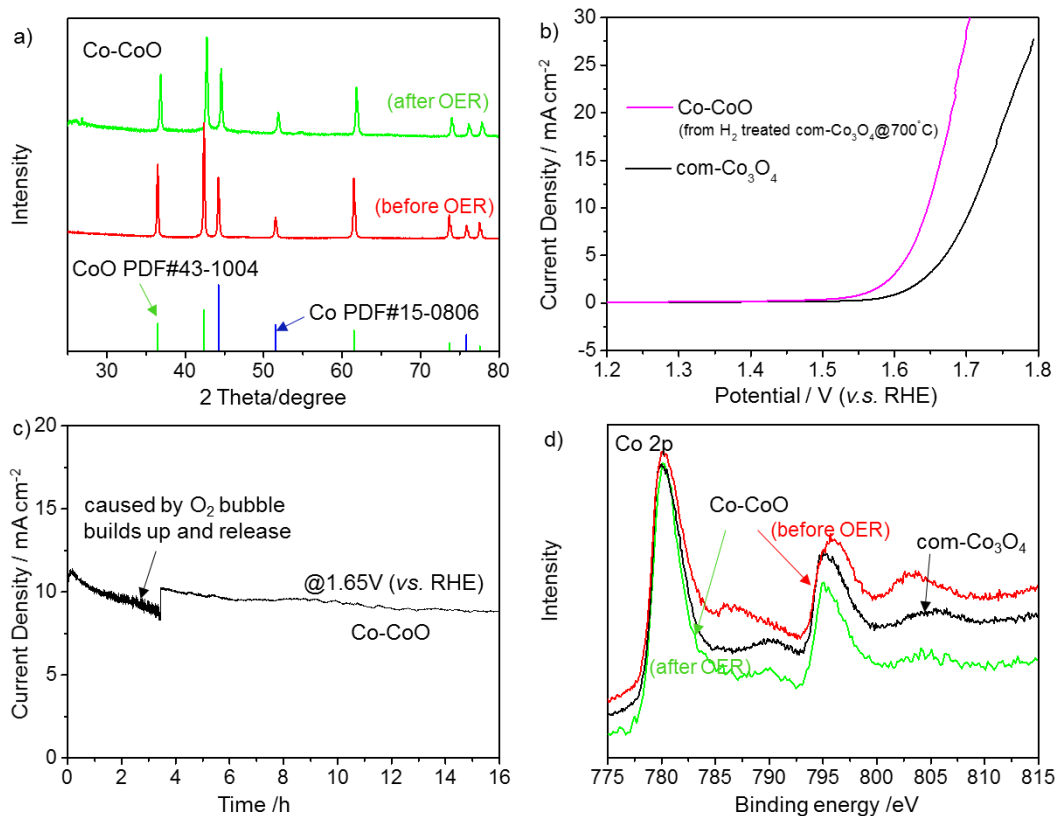 a)
Co-CoO
(after OER)
(before OER)
CoO PDF#43-1004
Co PDF#15-0806
Intensity
30 40 50 60 70 80
2 Theta/degree
b)
30
25
20
15
10
5
0
-5
Co-CoO
(from H₂ treated com-Co₃O₄@700°C)
com-Co₃O₄
Current Density / mA cm⁻²
1.2 1.3 1.4 1.5 1.6 1.7 1.8
Potential / V (v.s. RHE)
c)
20
15
10
5
0
caused by O₂ bubble
builds up and release
@1.65V (vs. RHE)
Co-CoO
Current Density / mA cm⁻²
0 2 4 6 8 10 12 14 16
Time /h
d)
Co 2p
Co-CoO
(before OER)
com-Co₃O₄
(after OER)
Intensity
775 780 785 790 795 800 805 810 815
Binding energy /eV